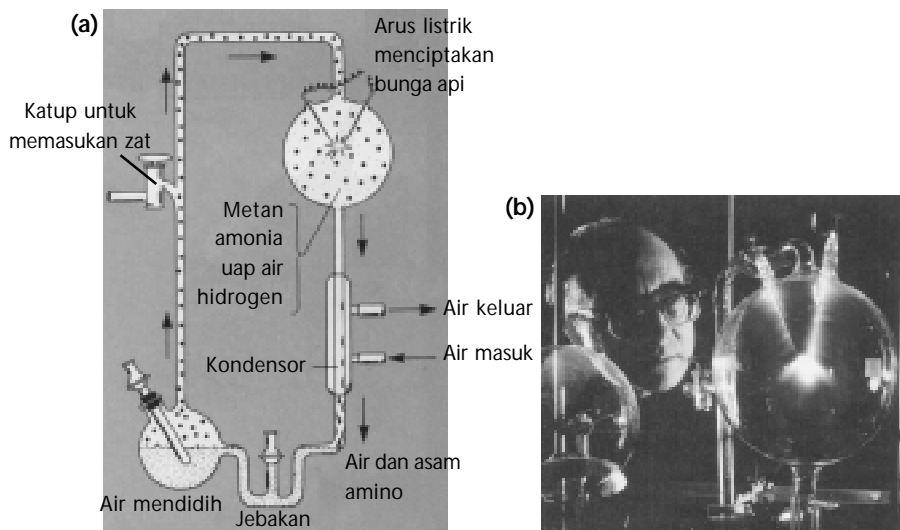 (a)
Arus listrik
menciptakan
bunga api
Katup untuk
memasukan zat
Metan
amonia
uap air
hidrogen
Kondensor
Air keluar
Air masuk
Air mendidih
Jebakan
Air dan asam
amino
(b)